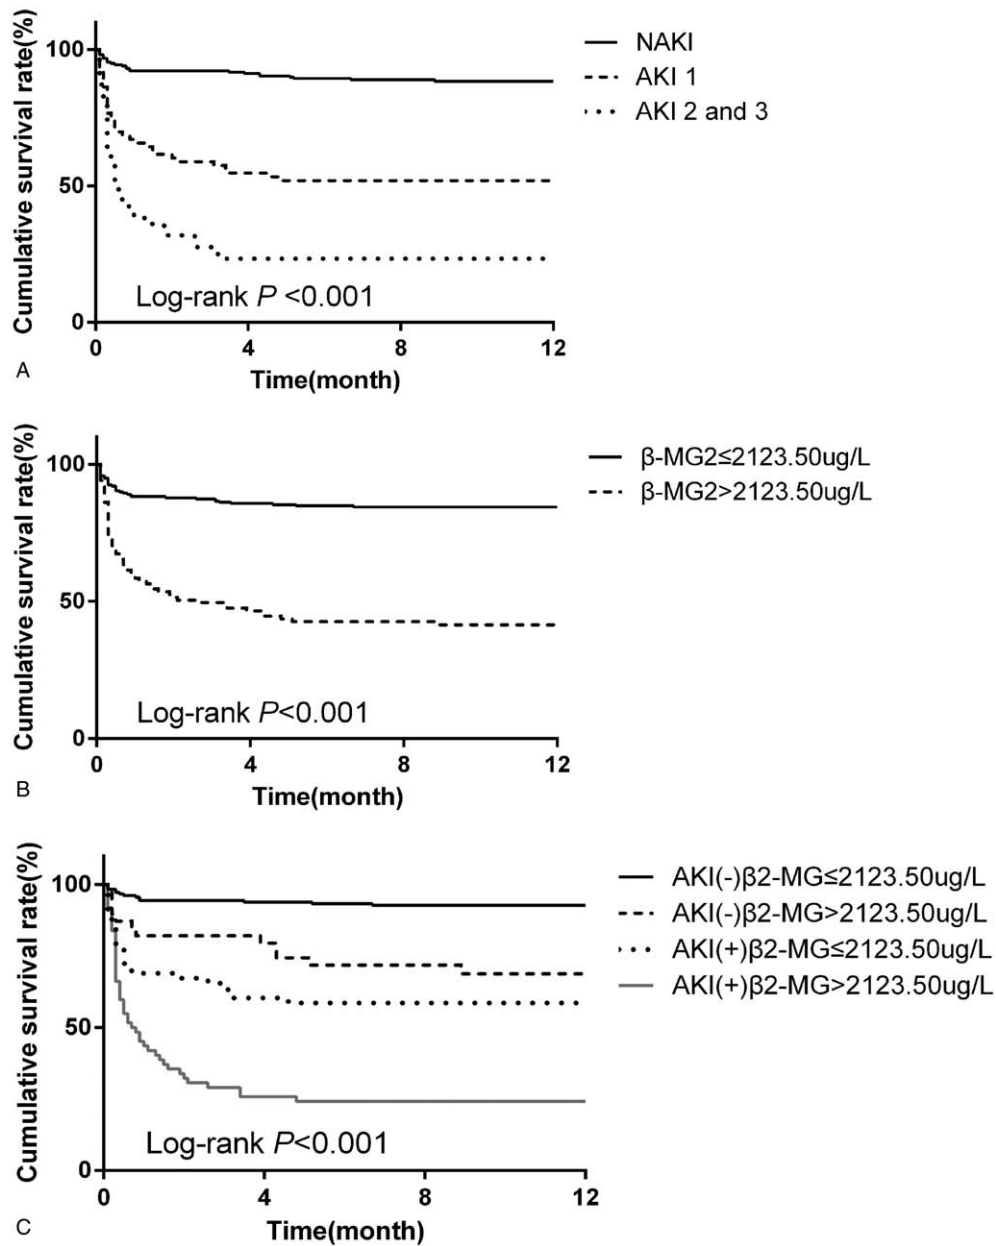 Cumulative survival rate(%)
100
50
0
0 4 8 12
Time(month)
NAKI
AKI 1
AKI 2 and 3
Log-rank P <0.001
A
Cumulative survival rate(%)
100
50
0
0 4 8 12
Time(month)
β-MG2≤2123.50ug/L
β-MG2>2123.50ug/L
Log-rank P<0.001
B
Cumulative survival rate(%)
100
50
0
0 4 8 12
Time(month)
AKI(-)β2-MG≤2123.50ug/L
AKI(-)β2-MG>2123.50ug/L
AKI(+)β2-MG≤2123.50ug/L
AKI(+)β2-MG>2123.50ug/L
Log-rank P<0.001
C